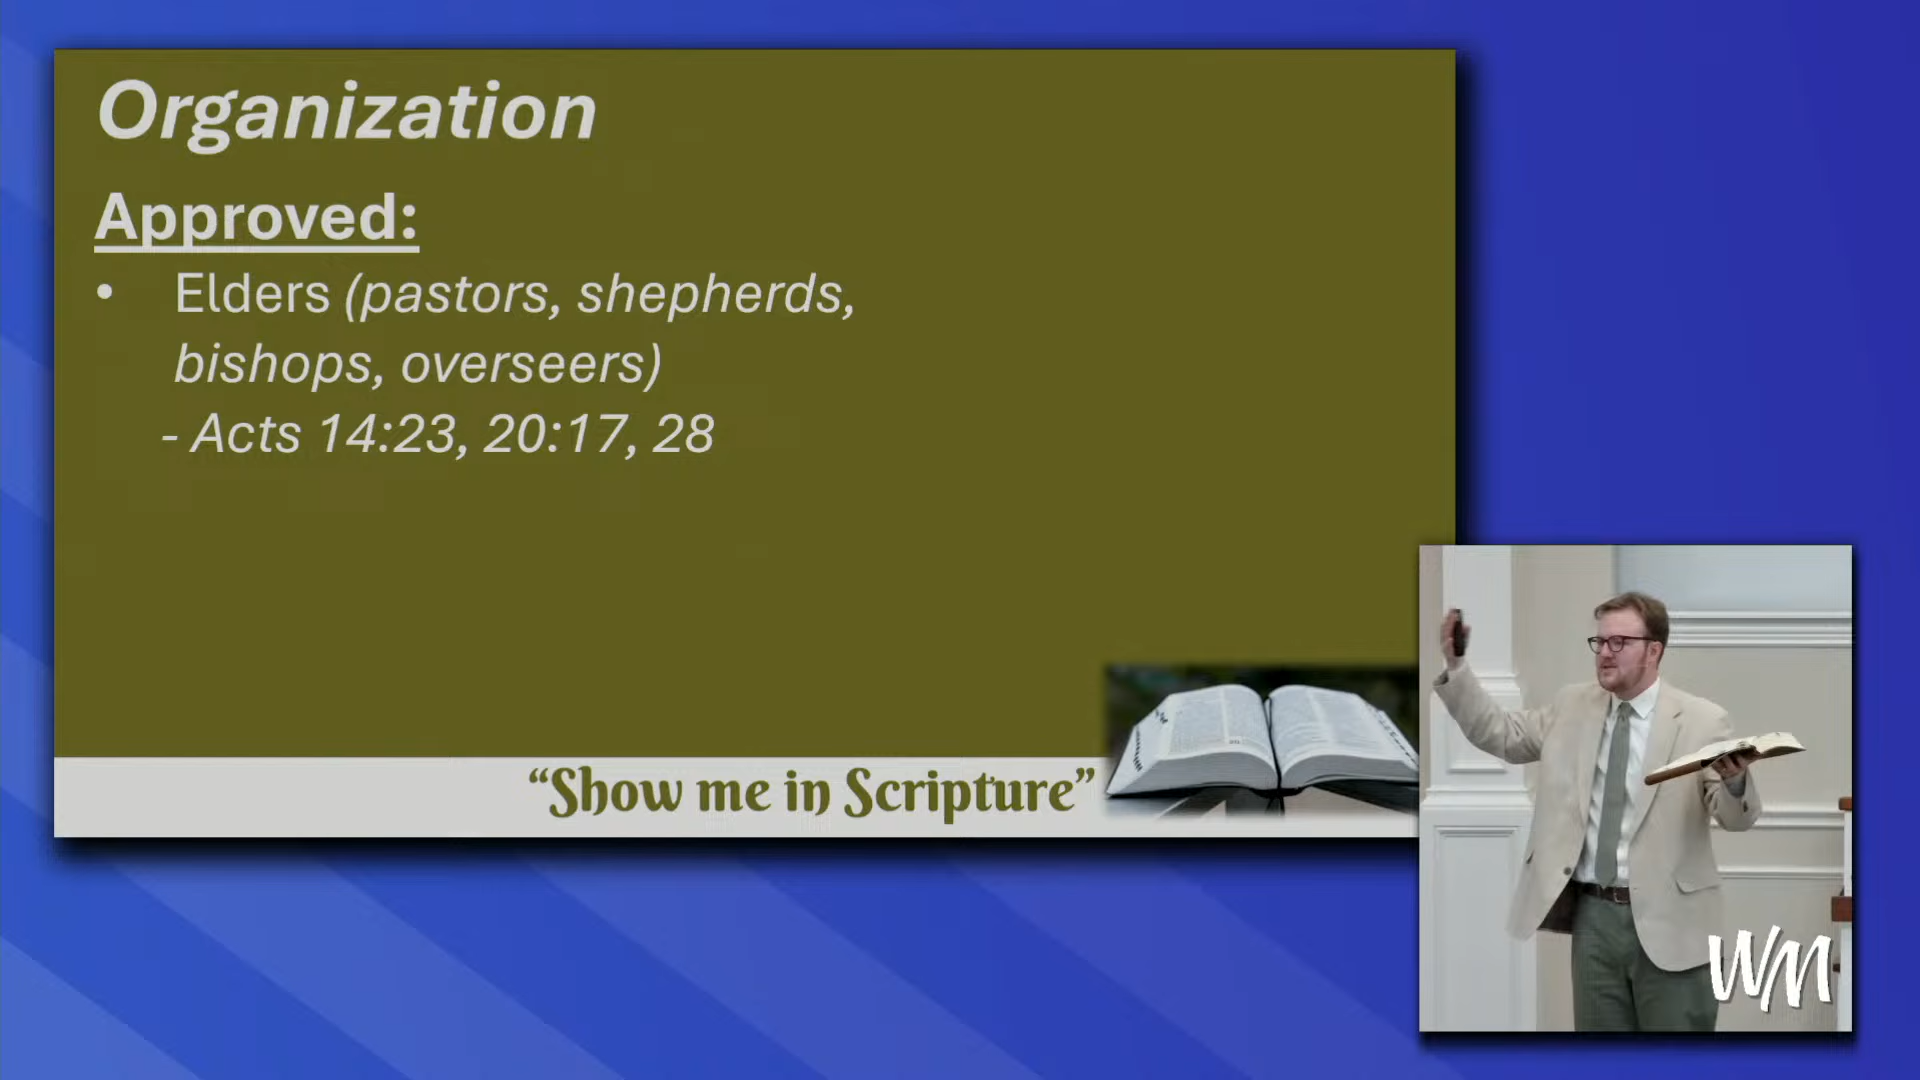 Organization
Approved:
• Elders (pastors, shepherds,
bishops, overseers)
- Acts 14:23, 20:17, 28
“Show me in Scripture”
WM